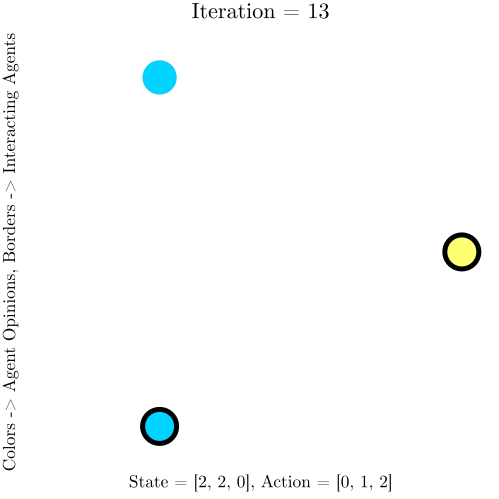 Iteration = 13
Colors -> Agent Opinions, Borders -> Interacting Agents
State = [2, 2, 0], Action = [0, 1, 2]